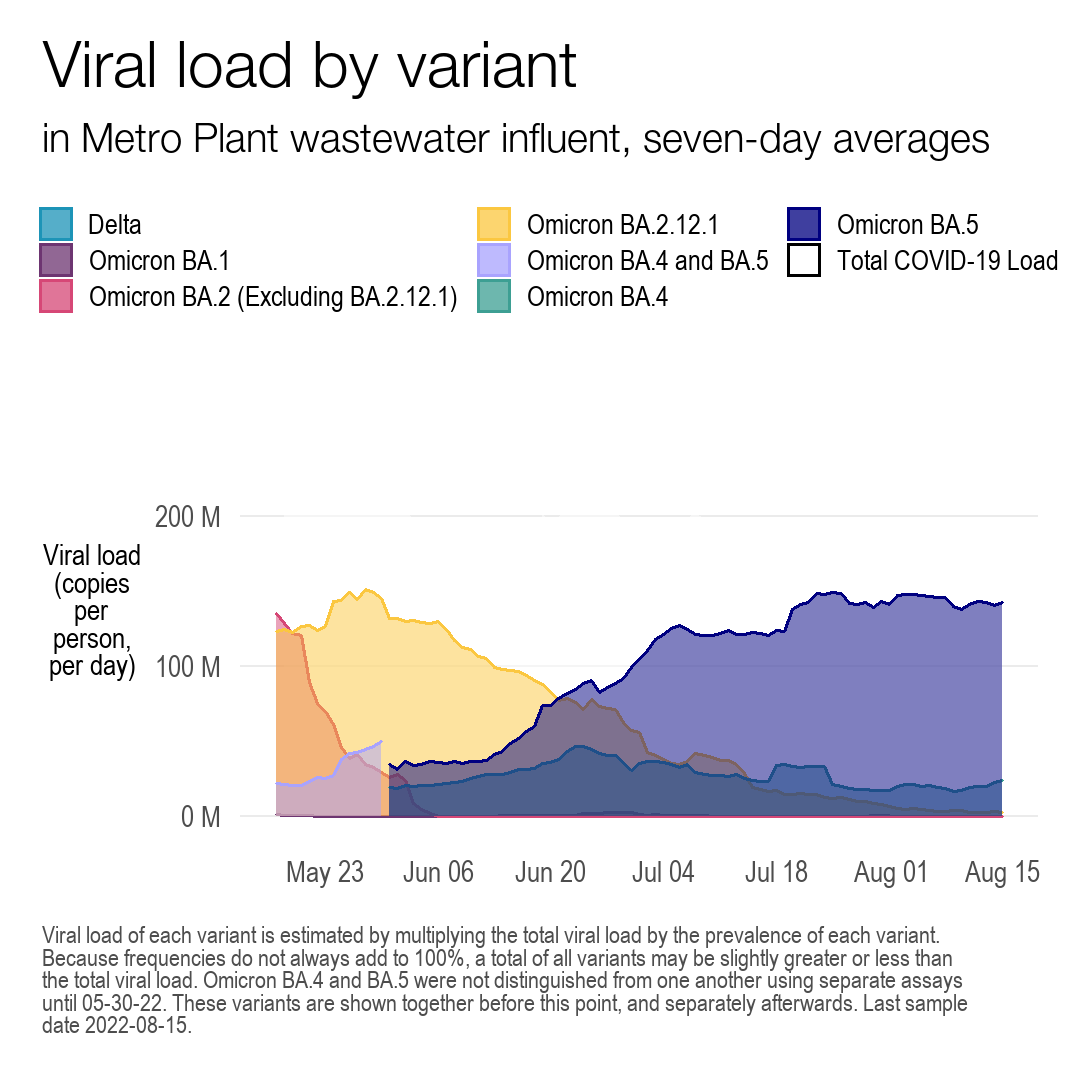 Viral load by variant
in Metro Plant wastewater influent, seven-day averages
Delta
Omicron BA.1
Omicron BA.2 (Excluding BA.2.12.1)
Omicron BA.2.12.1
Omicron BA.4 and BA.5
Omicron BA.4
Omicron BA.5
Total COVID-19 Load
Viral load
(copies
per
person,
per day)
200 M
100 M
0 M
May 23
Jun 06
Jun 20
Jul 04
Jul 18
Aug 01
Aug 15
Viral load of each variant is estimated by multiplying the total viral load by the prevalence of each variant.
Because frequencies do not always add to 100%, a total of all variants may be slightly greater or less than
the total viral load. Omicron BA.4 and BA.5 were not distinguished from one another using separate assays
until 05-30-22. These variants are shown together before this point, and separately afterwards. Last sample
date 2022-08-15.